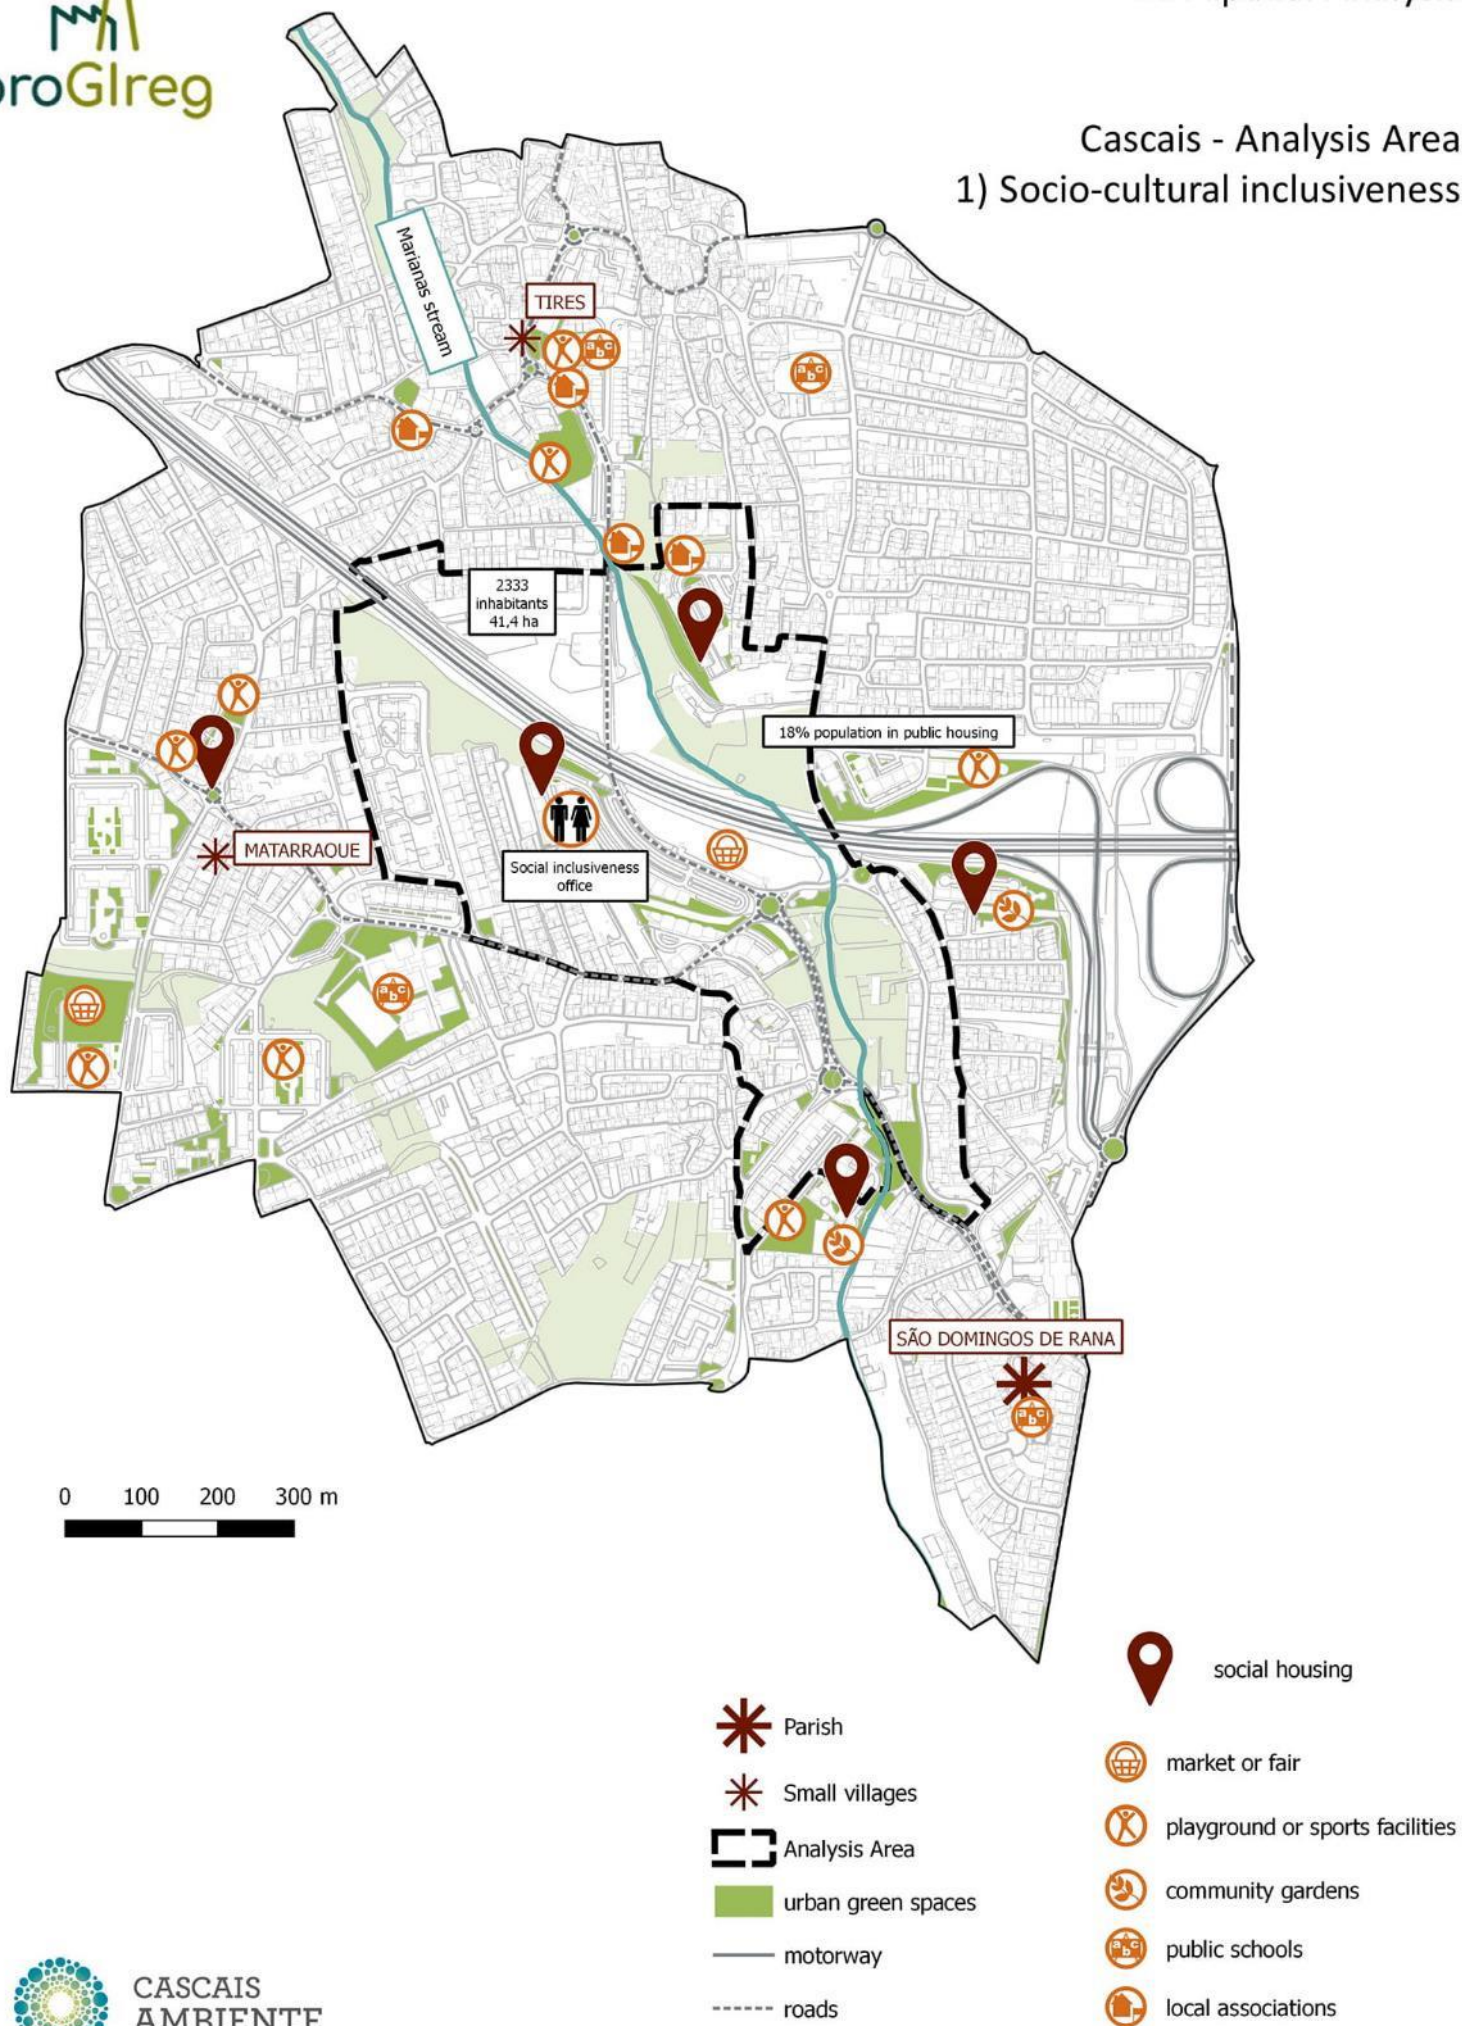 proGIreg
Cascais - Analysis Area
1) Socio-cultural inclusiveness
Marianas stream
TIRES
2333
inhabitants
41,4 ha
18% population in public housing
MATARRAQUE
Social inclusiveness
office
SÃO DOMINGOS DE RANA
0 100 200 300 m
Parish
Small villages
Analysis Area
urban green spaces
motorway
roads
social housing
market or fair
playground or sports facilities
community gardens
abc public schools
local associations
CASCAIS
AMBIENTE